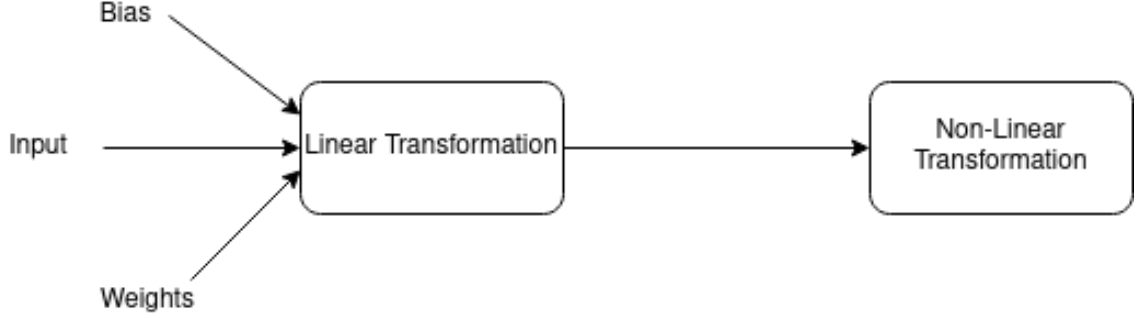 Bias
Input
Linear Transformation
Non-Linear
Transformation
Weights